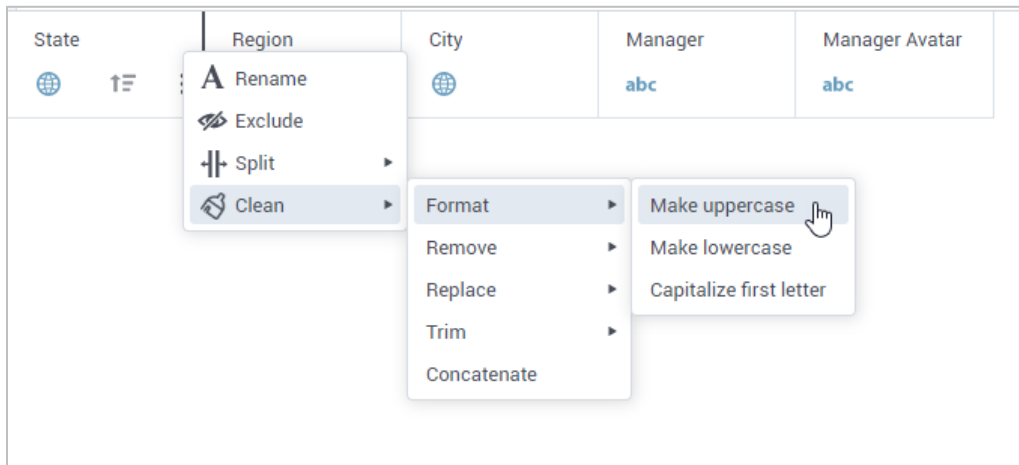 State Region City Manager Manager Avatar
abc abc
A Rename
Exclude
Split
Clean
Format
Remove
Replace
Trim
Concatenate
Make uppercase
Make lowercase
Capitalize first letter